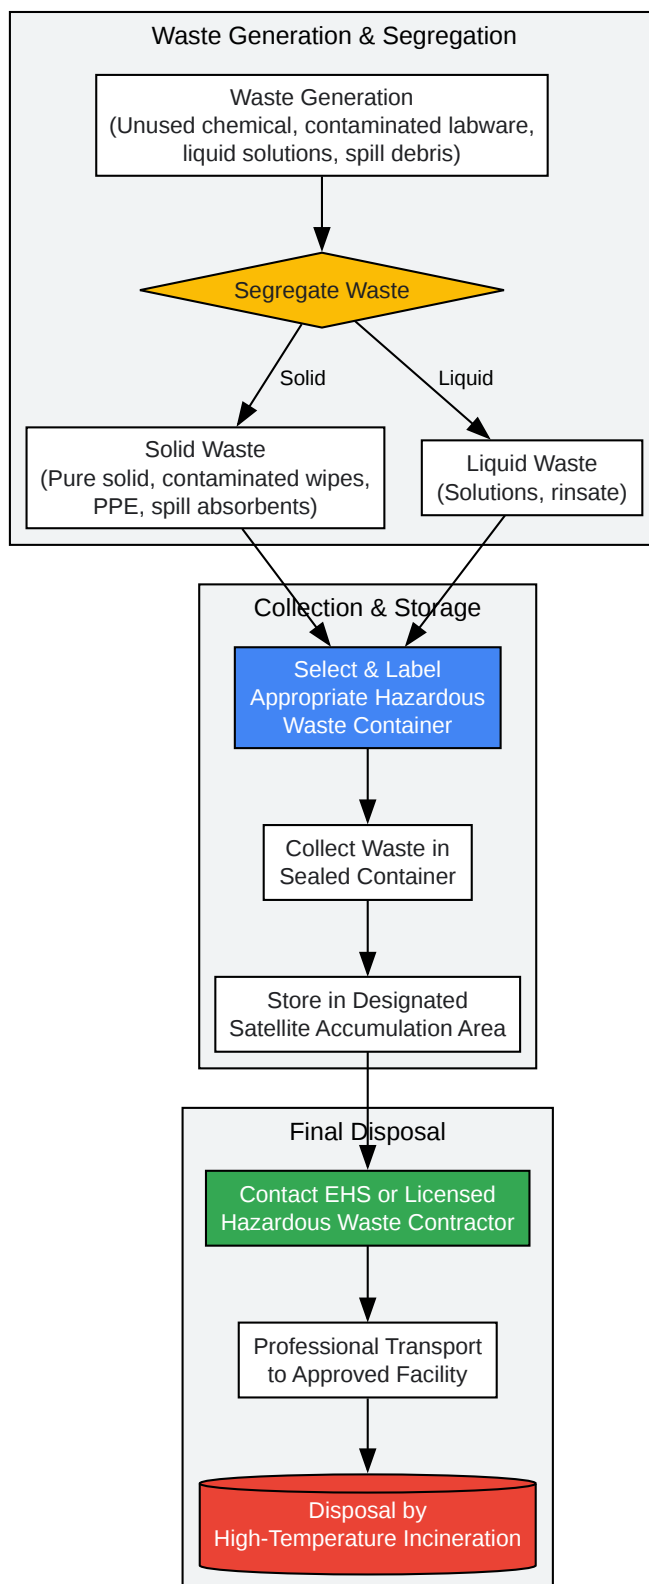 Waste Generation & Segregation
Waste Generation
(Unused chemical, contaminated labware,
liquid solutions, spill debris)
Segregate Waste
Solid
Liquid
Solid Waste
(Pure solid, contaminated wipes,
PPE, spill absorbents)
Liquid Waste
(Solutions, rinsate)
Collection & Storage
Select & Label
Appropriate Hazardous
Waste Container
Collect Waste in
Sealed Container
Store in Designated
Satellite Accumulation Area
Final Disposal
Contact EHS or Licensed
Hazardous Waste Contractor
Professional Transport
to Approved Facility
Disposal by
High-Temperature Incineration